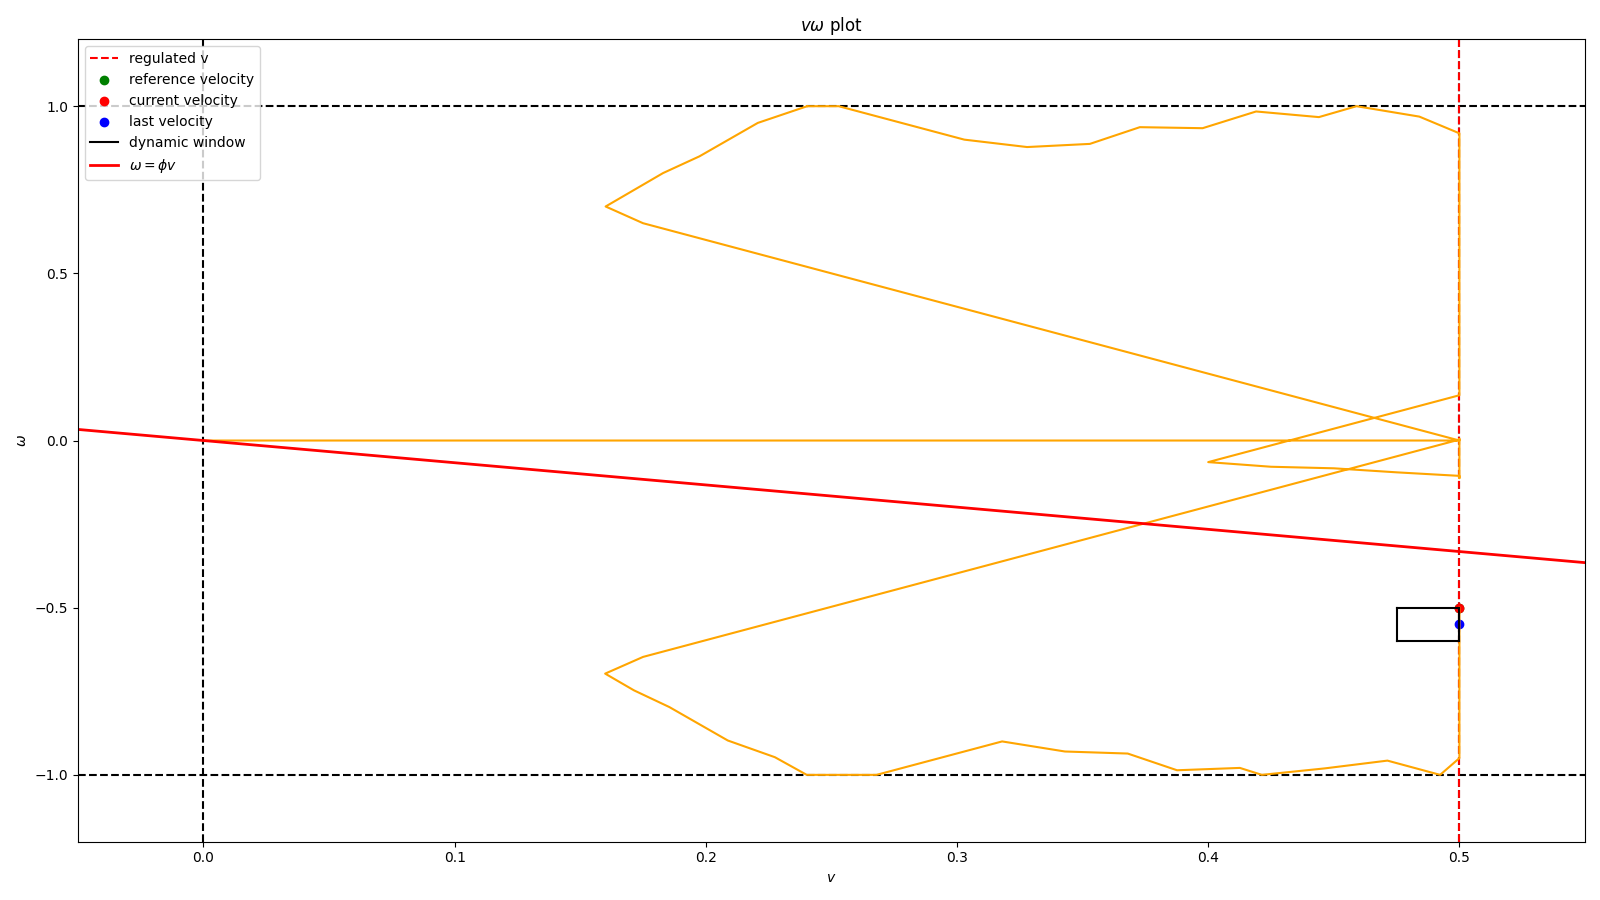 vω plot
regulated v
reference velocity
current velocity
last velocity
dynamic window
ω = ϕv
1.0
0.5
0.0
−0.5
−1.0
ω
0.0 0.1 0.2 0.3 0.4 0.5
v